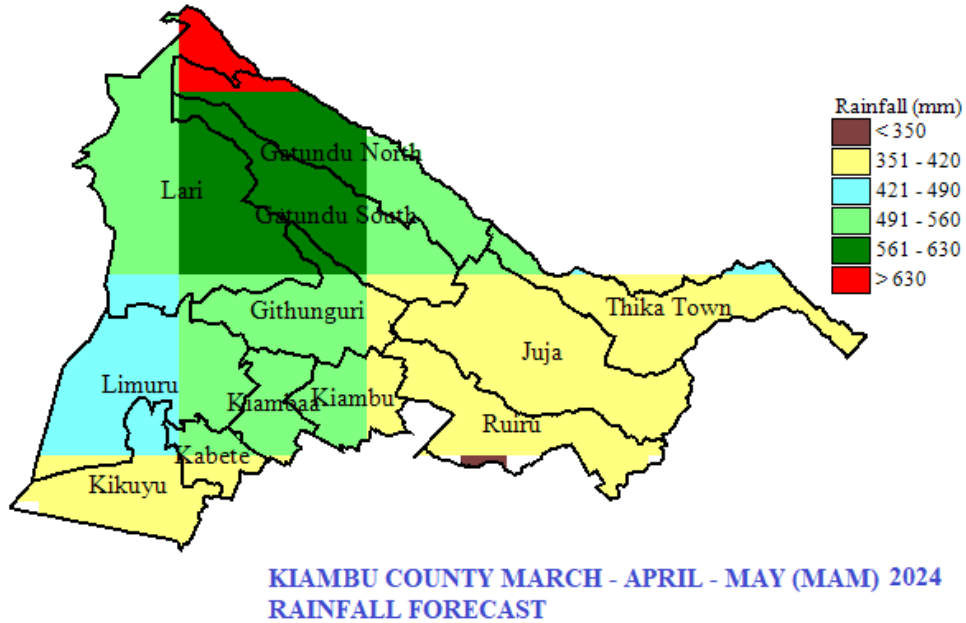 Rainfall (mm)
<350
351 - 420
421 - 490
491 - 560
561 - 630
>630
Gatundu North
Lari
Gatundu South
Githunguri
Thika Town
Juja
Limuru
Kiambaa
Kiambu
Ruiru
Kabete
Kikuyu
KIAMBU COUNTY MARCH - APRIL - MAY (MAM) 2024
RAINFALL FORECAST